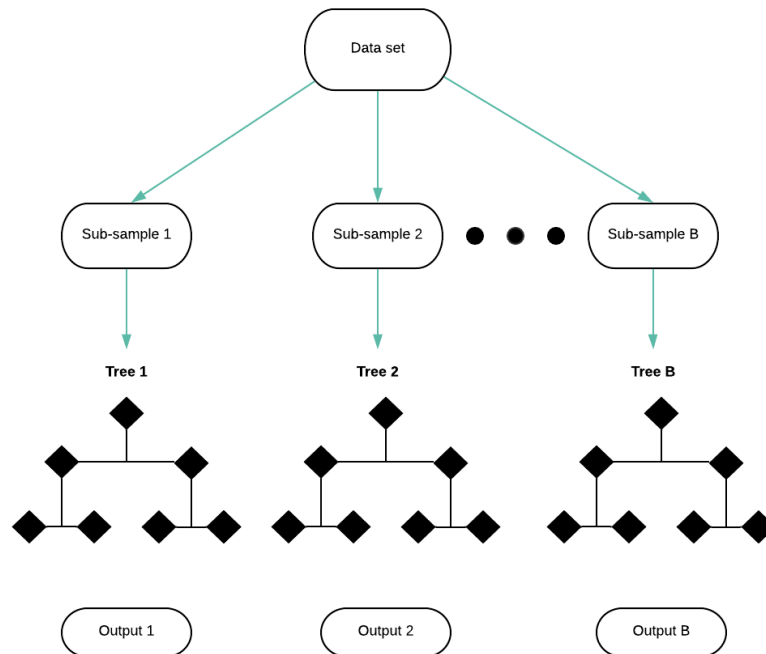 Data set
Sub-sample 1
Sub-sample 2
Sub-sample B
Tree 1
Tree 2
Tree B
Output 1
Output 2
Output B